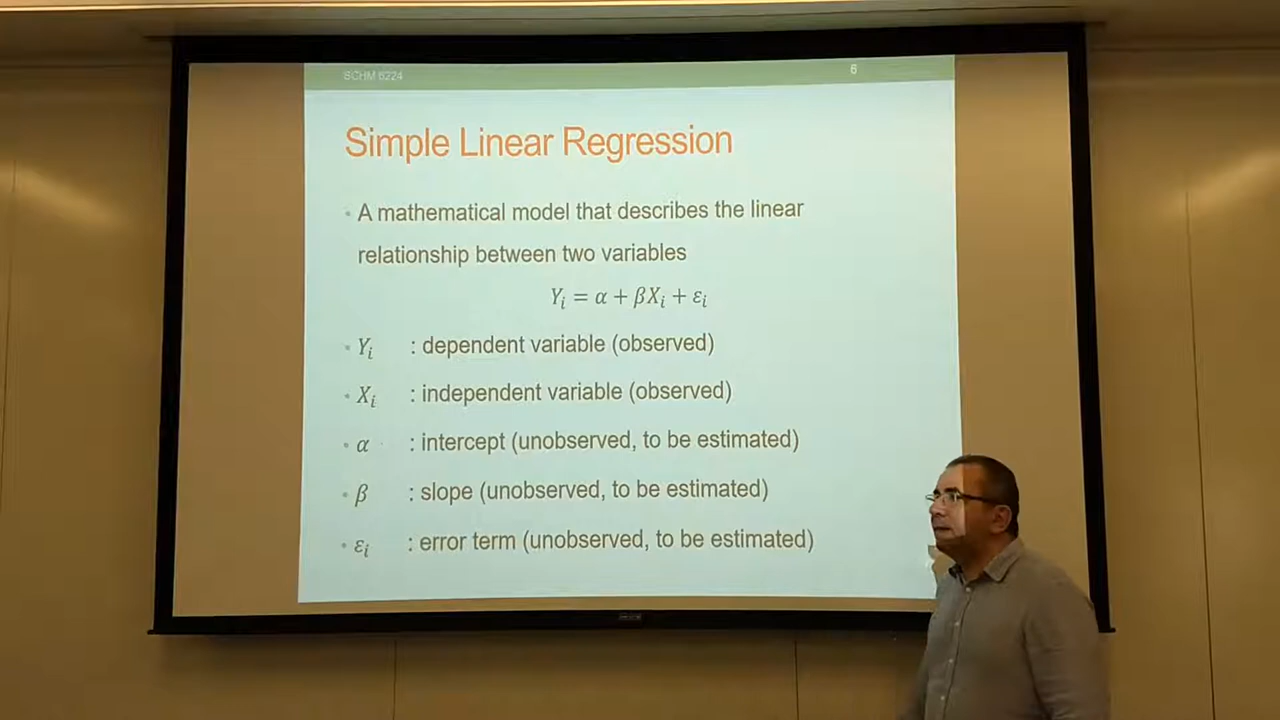 SCHM 6224
6
Simple Linear Regression
• A mathematical model that describes the linear
relationship between two variables
Yᵢ = α + βXᵢ + εᵢ
• Yᵢ : dependent variable (observed)
• Xᵢ : independent variable (observed)
• α : intercept (unobserved, to be estimated)
• β : slope (unobserved, to be estimated)
• εᵢ : error term (unobserved, to be estimated)